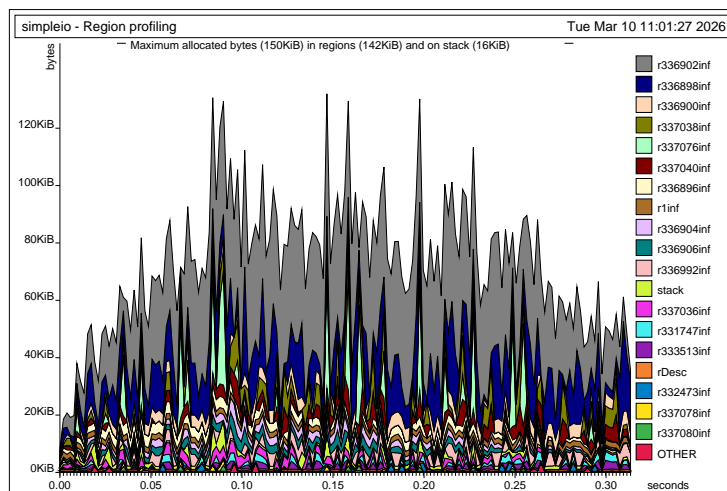 simpleio - Region profiling
Tue Mar 10 11:01:27 2026
Maximum allocated bytes (150KiB) in regions (142KiB) and on stack (16KiB)
bytes
120KiB
100KiB
80KiB
60KiB
40KiB
20KiB
0KiB
0.00
0.05
0.10
0.15
0.20
0.25
0.30
seconds
r336902inf
r336898inf
r336900inf
r337038inf
r337076inf
r337040inf
r336896inf
r1inf
r336904inf
r336906inf
r336992inf
stack
r337036inf
r331747inf
r333513inf
rDesc
r332473inf
r337078inf
r337080inf
OTHER